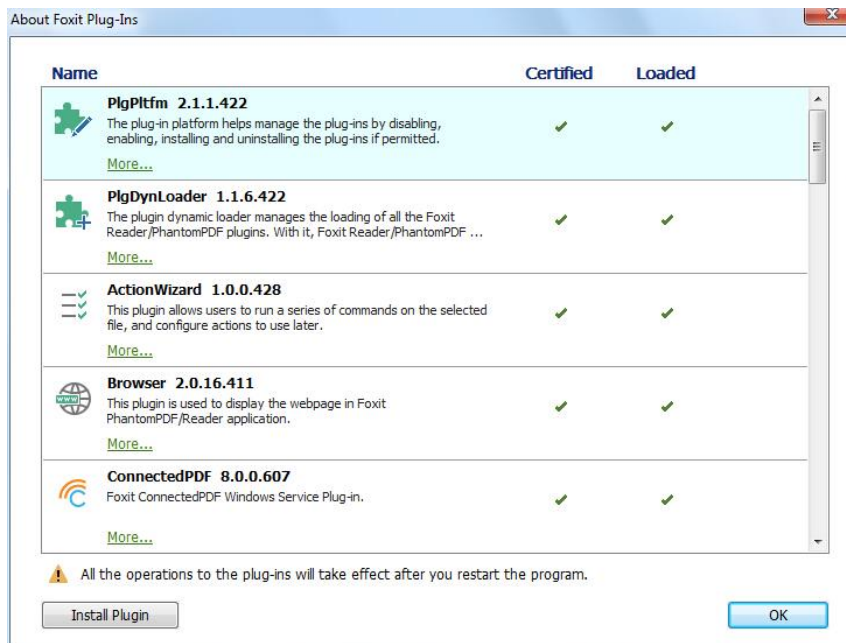 About Foxit Plug-Ins
Name Certified Loaded
PlgPltfm 2.1.1.422
The plug-in platform helps manage the plug-ins by disabling,
enabling, installing and uninstalling the plug-ins if permitted.
More...
PlgDynLoader 1.1.6.422
The plugin dynamic loader manages the loading of all the Foxit
Reader/PhantomPDF plugins. With it, Foxit Reader/PhantomPDF ...
More...
ActionWizard 1.0.0.428
This plugin allows users to run a series of commands on the selected
file, and configure actions to use later.
More...
Browser 2.0.16.411
www
This plugin is used to display the webpage in Foxit
PhantomPDF/Reader application.
More...
ConnectedPDF 8.0.0.607
Foxit ConnectedPDF Windows Service Plug-in.
More...
All the operations to the plug-ins will take effect after you restart the program.
Install Plugin OK